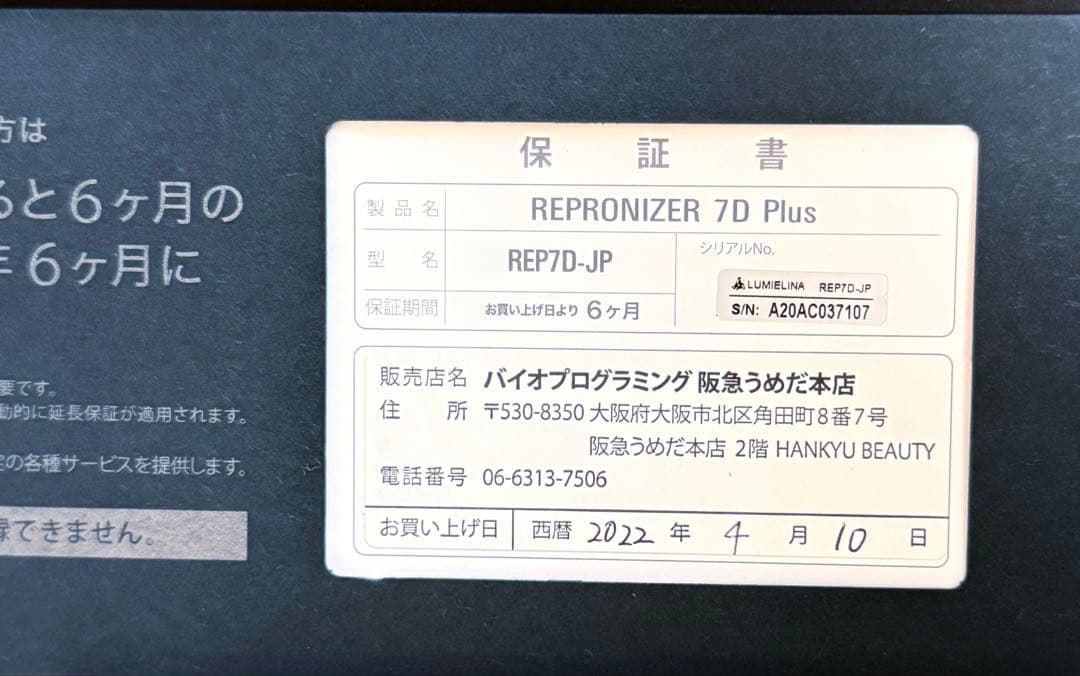 方は
ると6ヶ月の
年6ヶ月に
要です。
動的に延長保証が適用されます。
の各種サービスを提供します。
録できません。
保証書
製品名 REPRONIZER 7D Plus
型名 REP7D-JP
シリアルNo.
LUMIELINA REP7D-JP
S/N: A20AC037107
保証期間 お買い上げ日より 6ヶ月
販売店名 バイオプログラミング 阪急うめだ本店
住所 〒530-8350 大阪府大阪市北区角田町8番7号
阪急うめだ本店 2階 HANKYU BEAUTY
電話番号 06-6313-7506
お買い上げ日 西暦 2022 年 4 月 10 日